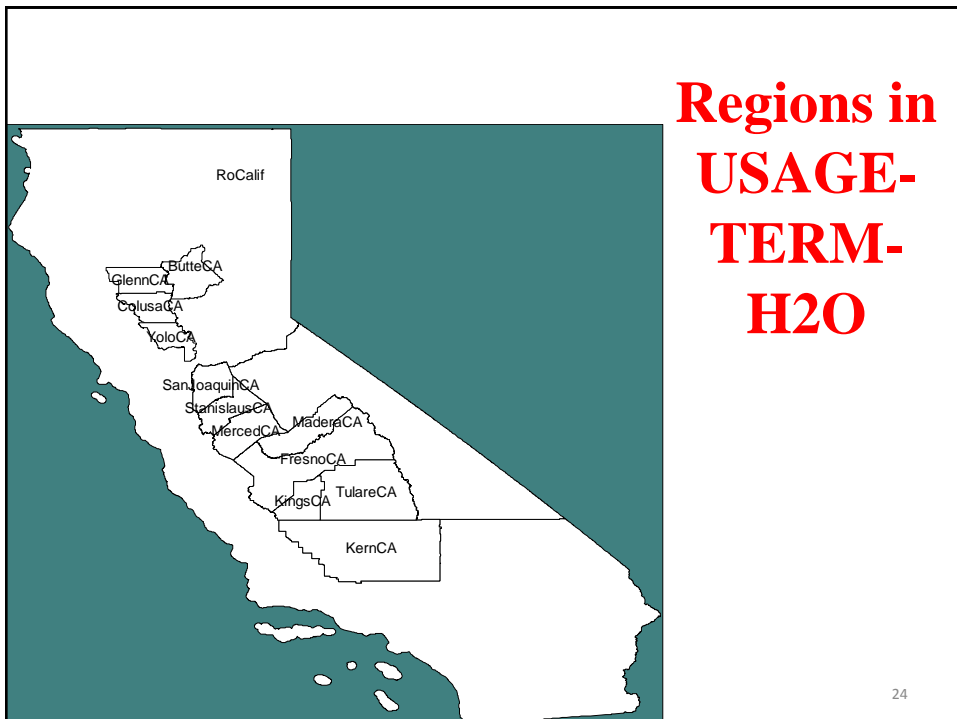 Regions in
USAGE-
TERM-
H2O
RoCalif
ButteCA
GlennCA
ColusaCA
YoloCA
SanJoaquinCA
StanislausCA
MercedCA
MaderaCA
FresnoCA
TulareCA
KingsCA
KernCA
24